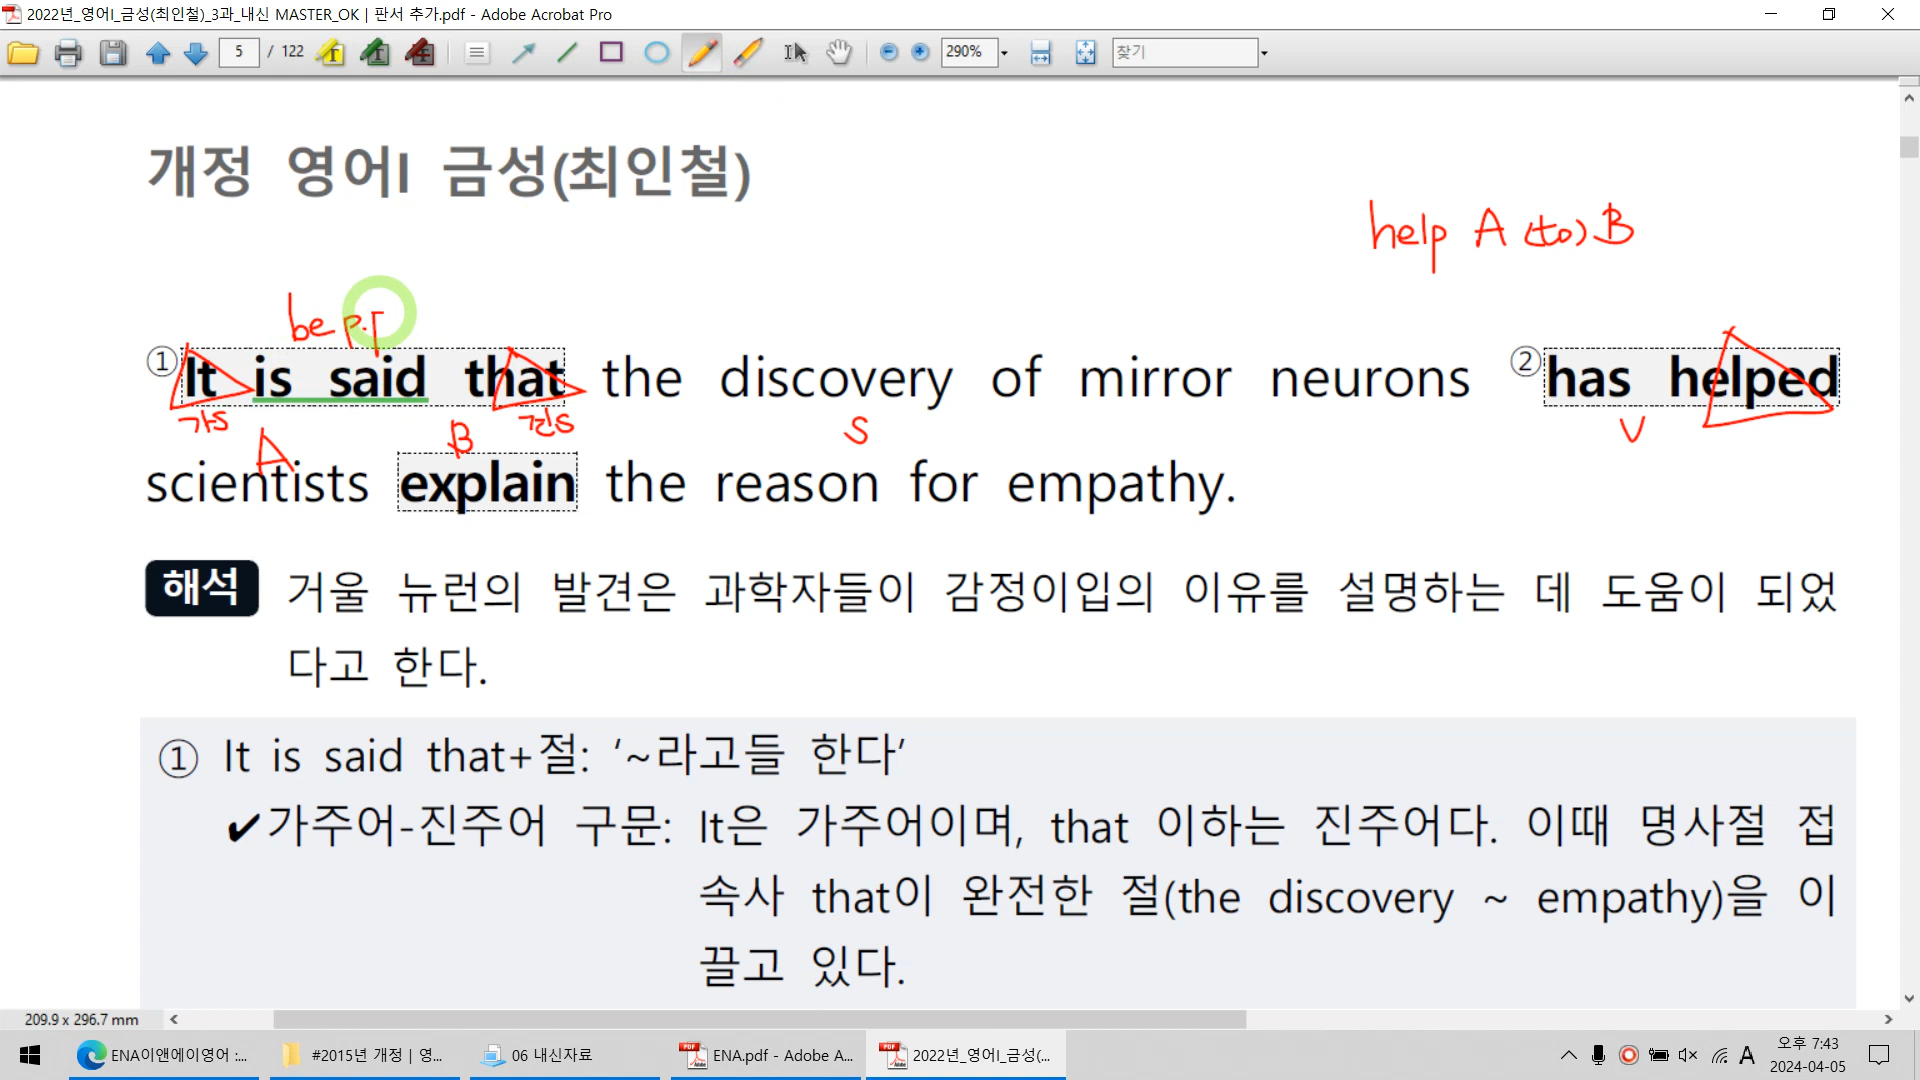 2022년_영어I_금성(최인철)_3과_내신 MASTER_OK | 판서 추가.pdf - Adobe Acrobat Pro
5 / 122 290% 찾기
개정 영어I 금성(최인철)
help A (to) B
be p.p
① It is said that the discovery of mirror neurons ② has helped
가S 진S S V
A B
scientists explain the reason for empathy.
해석 거울 뉴런의 발견은 과학자들이 감정이입의 이유를 설명하는 데 도움이 되었
다고 한다.
① It is said that+절: ‘~라고들 한다’
✔가주어-진주어 구문: It은 가주어이며, that 이하는 진주어다. 이때 명사절 접
속사 that이 완전한 절(the discovery ~ empathy)을 이
끌고 있다.
209.9 x 296.7 mm
ENA이앤에이영어 :... #2015년 개정 | 영... 06 내신자료 ENA.pdf - Adobe A... 2022년_영어I_금성(... A 오후 7:43
2024-04-05